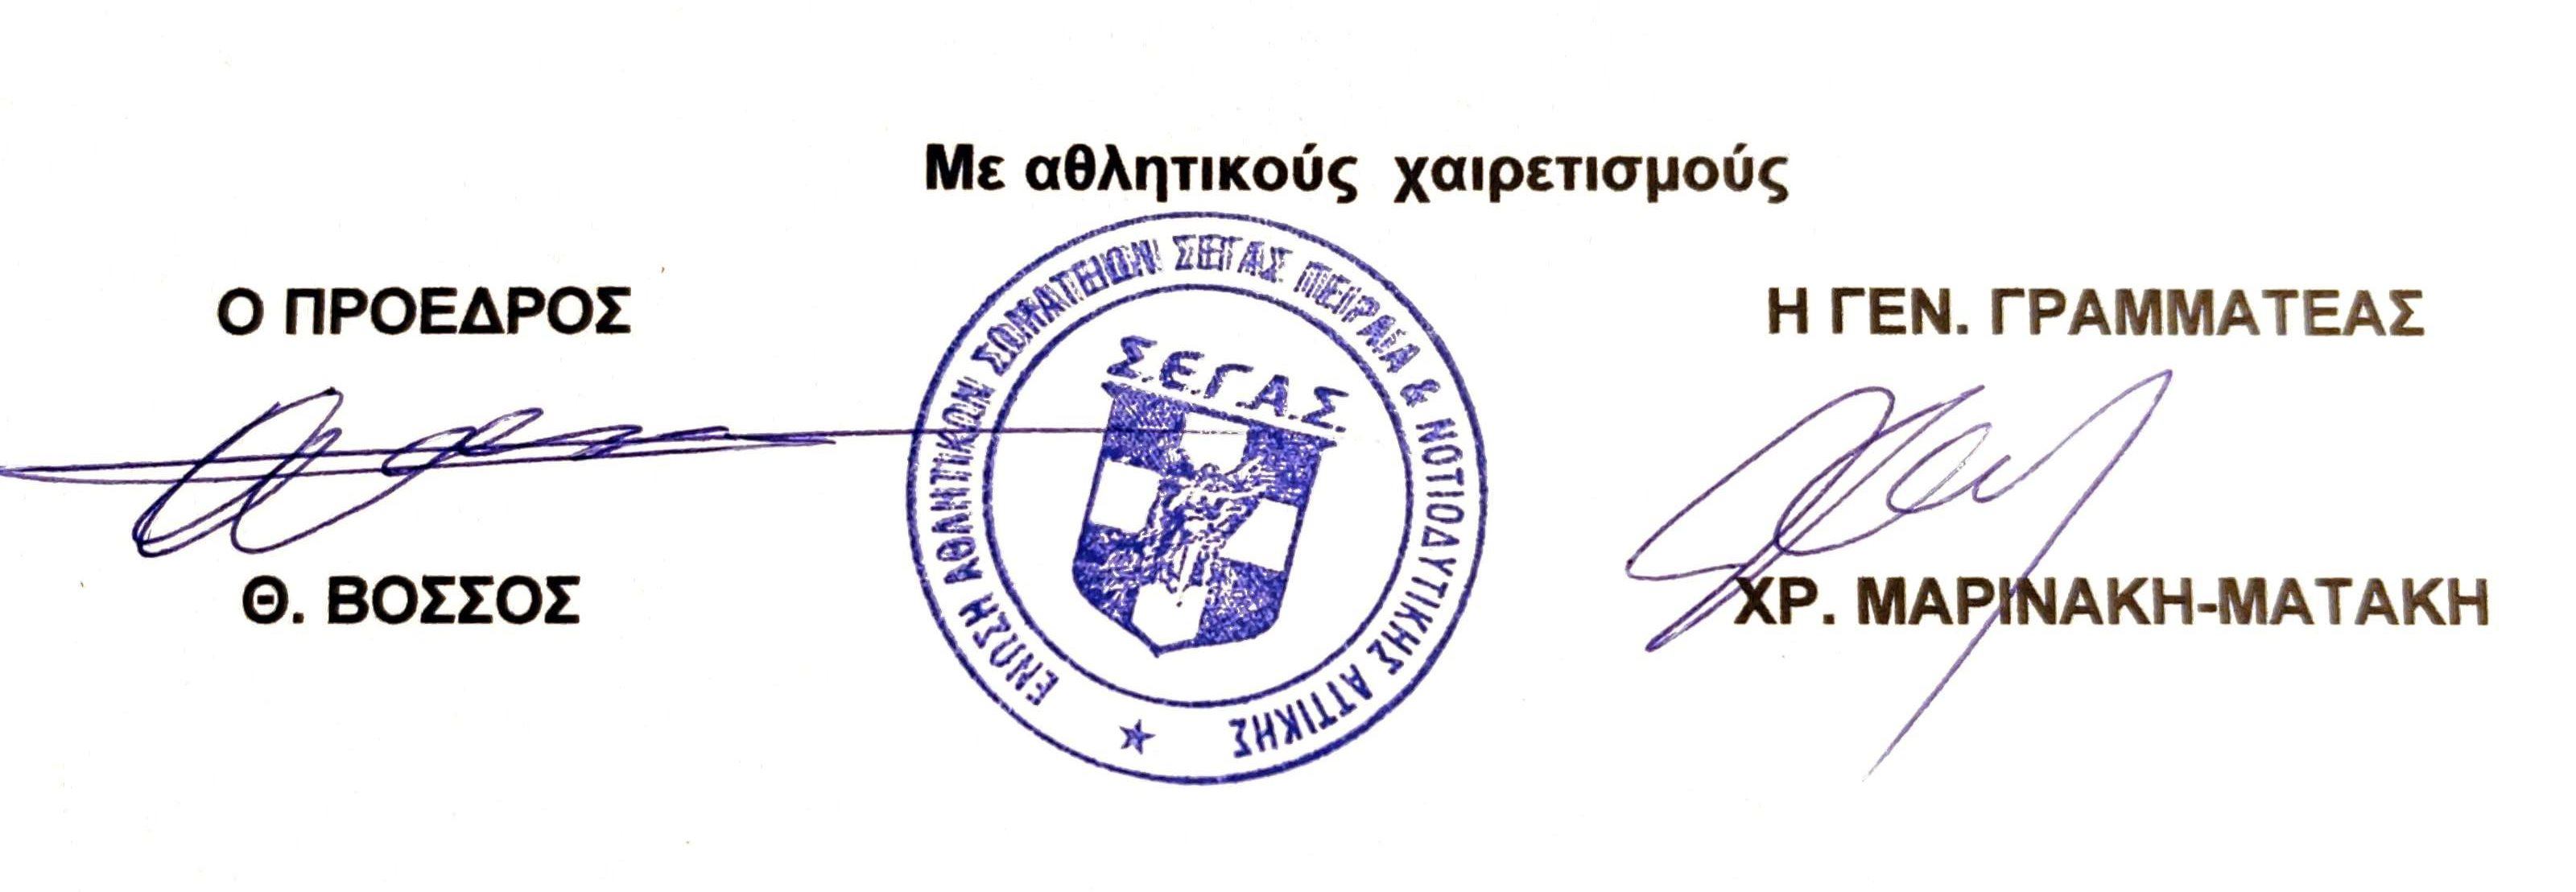 Με αθλητικούς χαιρετισμούς
Ο ΠΡΟΕΔΡΟΣ
Η ΓΕΝ. ΓΡΑΜΜΑΤΕΑΣ
ΕΝΩΣΗ ΑΘΛΗΤΙΚΩΝ ΣΩΜΑΤΕΙΩΝ ΣΕΓΑΣ ΠΕΙΡΑΙΑ & ΝΟΤΙΟΔΥΤΙΚΗΣ ΑΤΤΙΚΗΣ
Σ.Ε.Γ.Α.Σ.
Θ. ΒΟΣΣΟΣ
ΧΡ. ΜΑΡΙΝΑΚΗ-ΜΑΤΑΚΗ